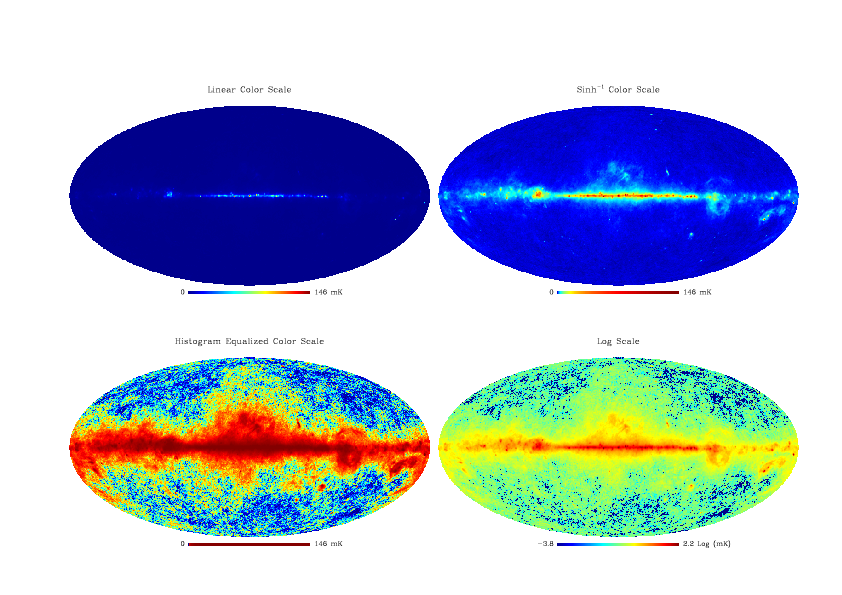 Linear Color Scale
Sinh⁻¹ Color Scale
0 146 mK
0 146 mK
Histogram Equalized Color Scale
Log Scale
0 146 mK
−3.8 2.2 Log (mK)